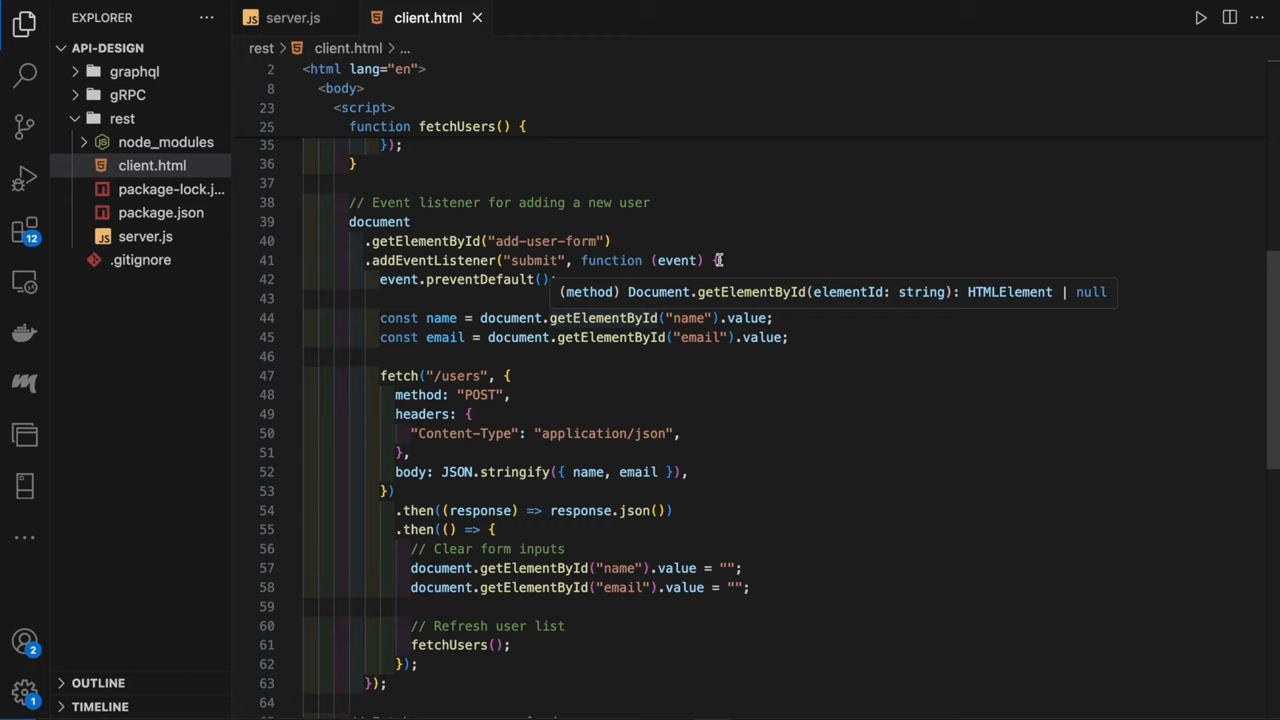 EXPLORER
API-DESIGN
graphql
gRPC
rest
node_modules
client.html
package-lock.j...
package.json
server.js
.gitignore
12
2
1
OUTLINE
TIMELINE
JS server.js
client.html
rest client.html ...
2 <html lang="en">
8 <body>
23 <script>
25 function fetchUsers() {
35 });
36 }
37
38 // Event listener for adding a new user
39 document
40 .getElementById("add-user-form")
41 .addEventListener("submit", function (event) {
42 event.preventDefault();
(method) Document.getElementById(elementId: string): HTMLElement | null
43
44 const name = document.getElementById("name").value;
45 const email = document.getElementById("email").value;
46
47 fetch("/users", {
48 method: "POST",
49 headers: {
50 "Content-Type": "application/json",
51 },
52 body: JSON.stringify({ name, email }),
53 })
54 .then((response) => response.json())
55 .then(() => {
56 // Clear form inputs
57 document.getElementById("name").value = "";
58 document.getElementById("email").value = "";
59
60 // Refresh user list
61 fetchUsers();
62 });
63 });
64